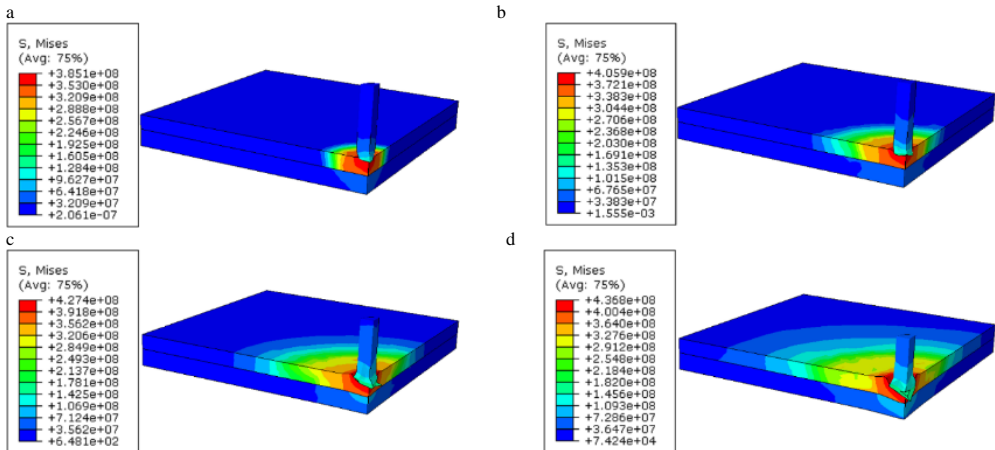 a
S, Mises
(Avg: 75%)
+3.851e+08
+3.530e+08
+3.209e+08
+2.888e+08
+2.567e+08
+2.246e+08
+1.925e+08
+1.605e+08
+1.284e+08
+9.627e+07
+6.418e+07
+3.209e+07
+2.061e-07
b
S, Mises
(Avg: 75%)
+4.059e+08
+3.721e+08
+3.383e+08
+3.044e+08
+2.706e+08
+2.368e+08
+2.030e+08
+1.691e+08
+1.353e+08
+1.015e+08
+6.765e+07
+3.383e+07
+1.555e-03
c
S, Mises
(Avg: 75%)
+4.274e+08
+3.918e+08
+3.562e+08
+3.206e+08
+2.849e+08
+2.493e+08
+2.137e+08
+1.781e+08
+1.425e+08
+1.069e+08
+7.124e+07
+3.562e+07
+6.481e+02
d
S, Mises
(Avg: 75%)
+4.368e+08
+4.004e+08
+3.640e+08
+3.276e+08
+2.912e+08
+2.548e+08
+2.184e+08
+1.820e+08
+1.456e+08
+1.093e+08
+7.286e+07
+3.647e+07
+7.424e+04